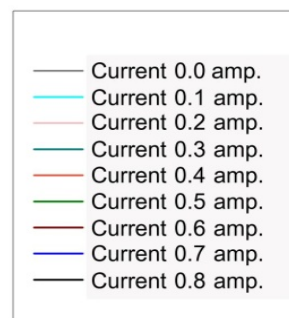 Current 0.0 amp.
Current 0.1 amp.
Current 0.2 amp.
Current 0.3 amp.
Current 0.4 amp.
Current 0.5 amp.
Current 0.6 amp.
Current 0.7 amp.
Current 0.8 amp.